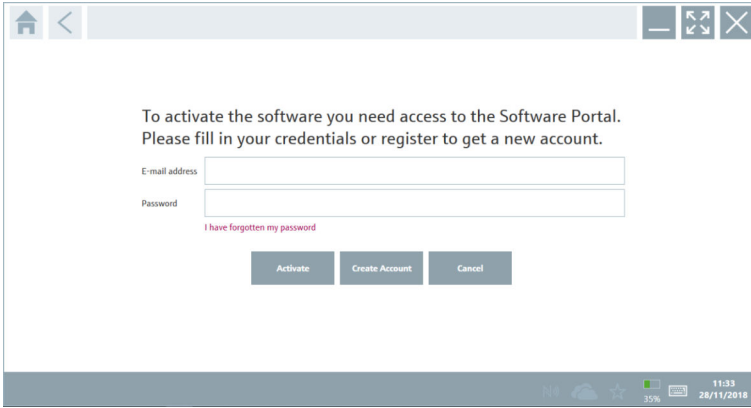 To activate the software you need access to the Software Portal.
Please fill in your credentials or register to get a new account.
E-mail address
Password
I have forgotten my password
Activate
Create Account
Cancel
35%
11:33
28/11/2018